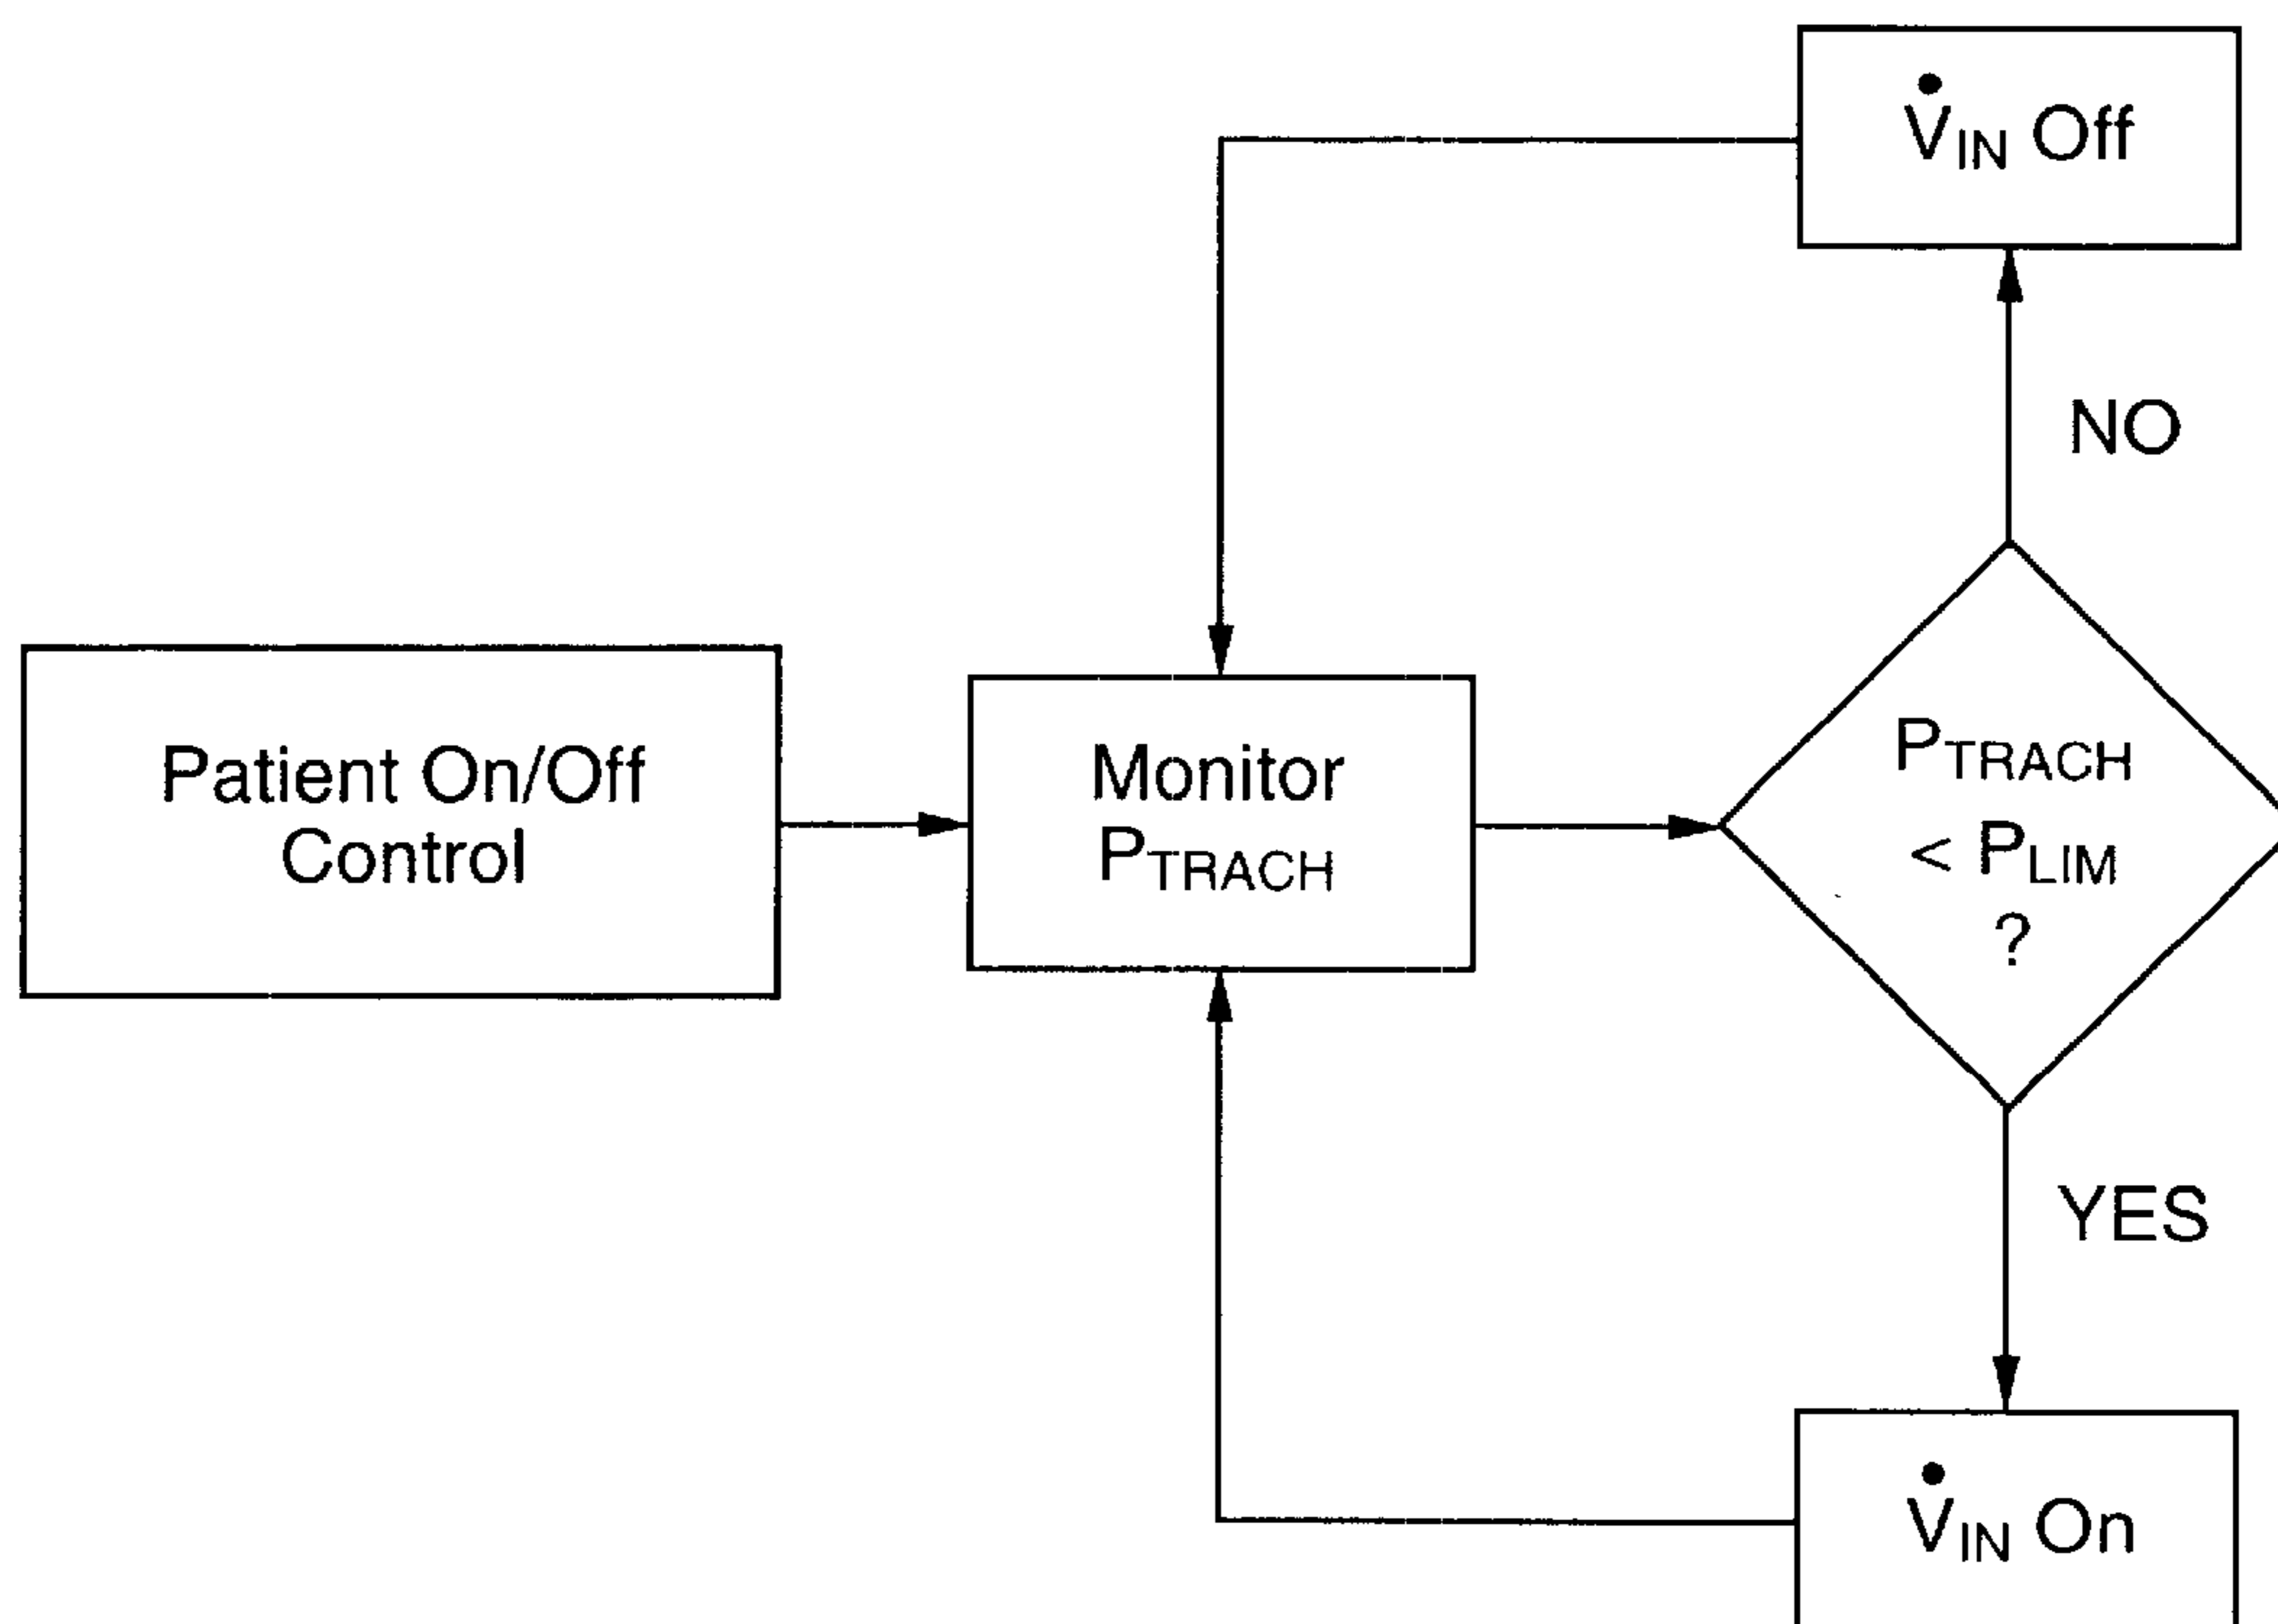 V̇IN Off
NO
Patient On/Off
Control
Monitor
PTRACH
PTRACH
< PLIM
?
YES
V̇IN On